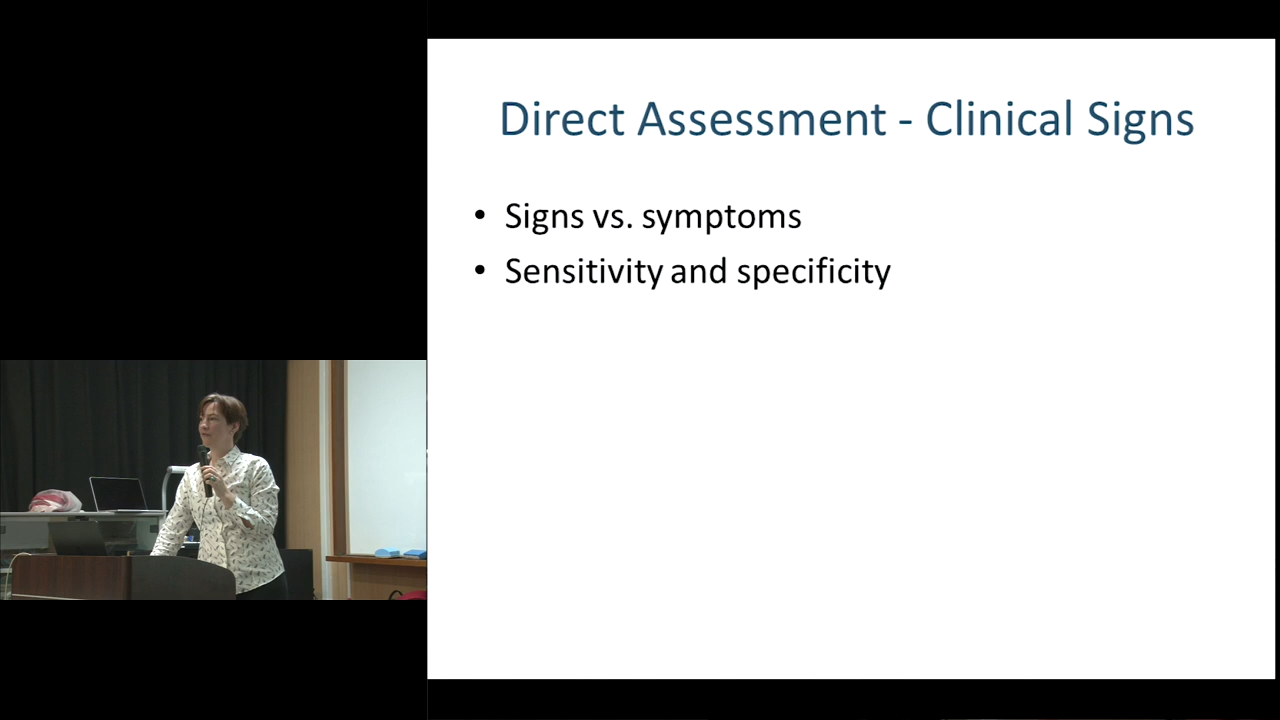 Direct Assessment - Clinical Signs
• Signs vs. symptoms
• Sensitivity and specificity